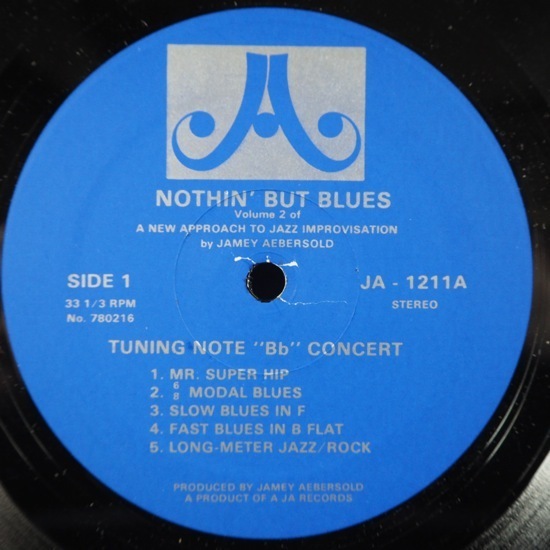 NOTHIN' BUT BLUES
Volume 2 of
A NEW APPROACH TO JAZZ IMPROVISATION
by JAMEY AEBERSOLD
SIDE 1
33 1/3 RPM
No. 780216
JA - 1211A
STEREO
TUNING NOTE "Bb" CONCERT
1. MR. SUPER HIP
2. 6/8 MODAL BLUES
3. SLOW BLUES IN F
4. FAST BLUES IN B FLAT
5. LONG-METER JAZZ/ROCK
PRODUCED BY JAMEY AEBERSOLD
A PRODUCT OF A JA RECORDS